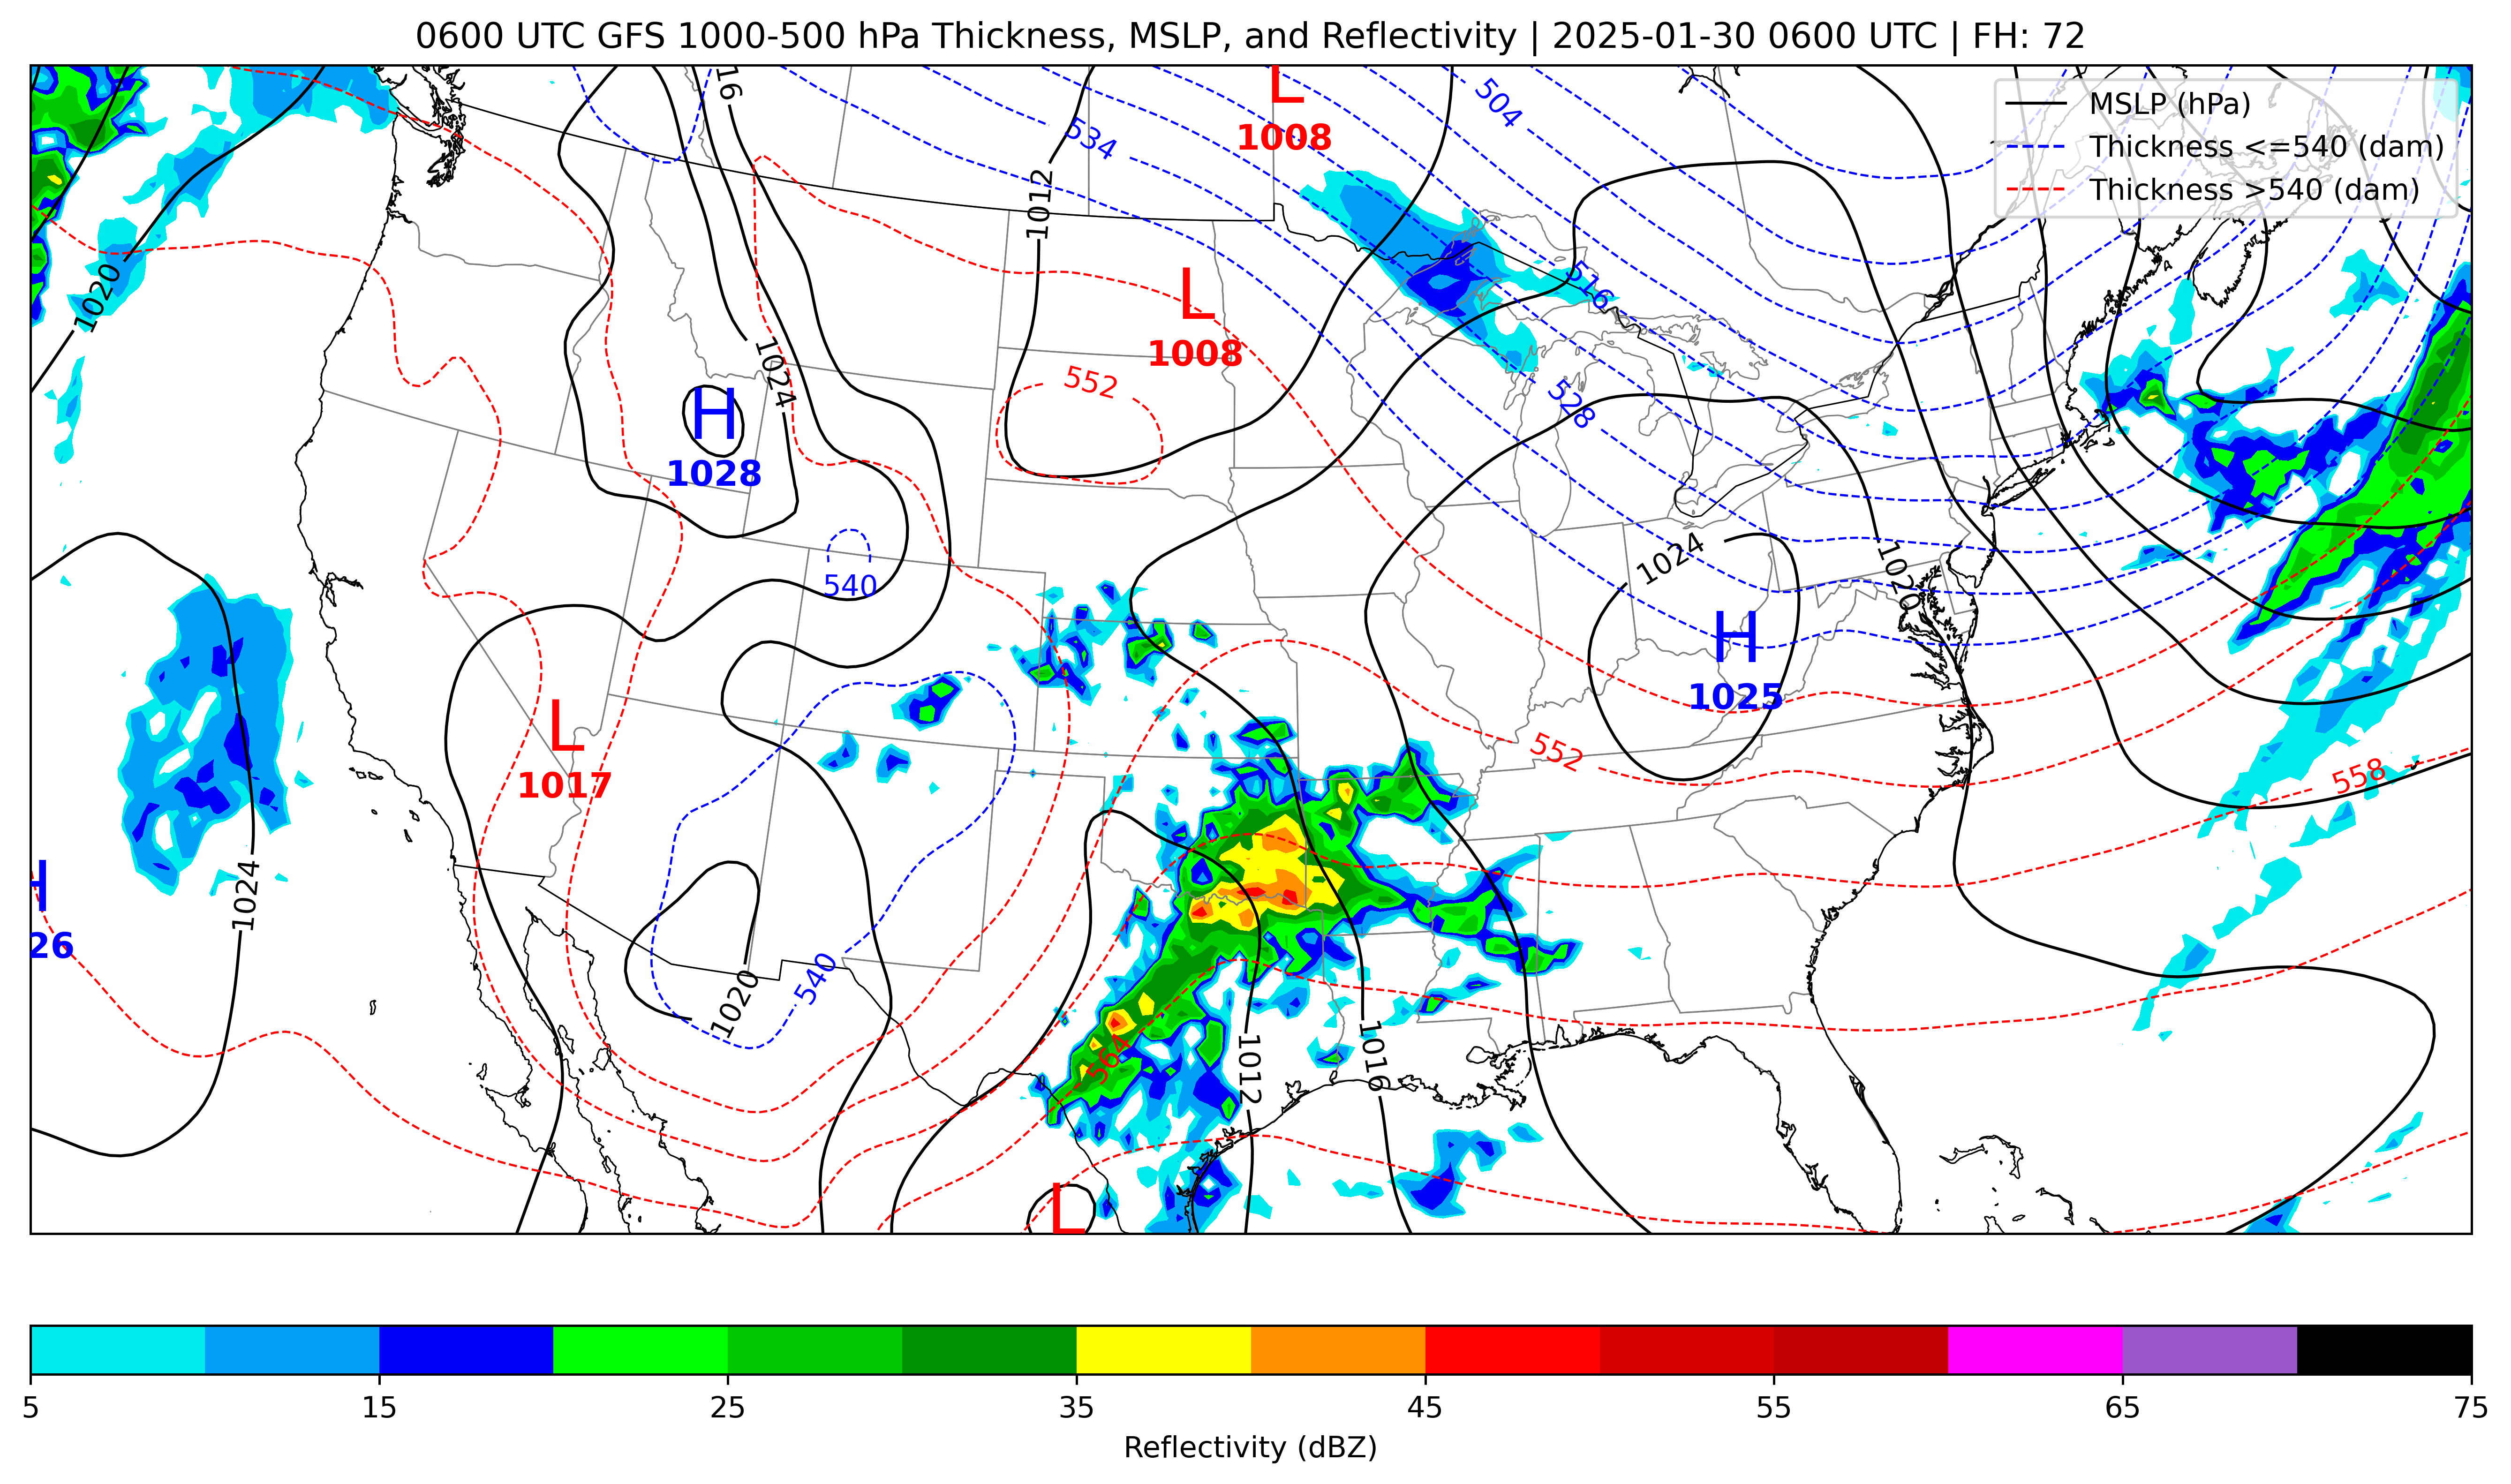 0600 UTC GFS 1000-500 hPa Thickness, MSLP, and Reflectivity | 2025-01-30 0600 UTC | FH: 72
MSLP (hPa)
Thickness <=540 (dam)
Thickness >540 (dam)
16
L
1008
504
534
1012
1020
L
1008
516
1024
552
528
H
1028
540
1024
1020
H
1025
L
1017
552
558
H
26
1024
540
1020
564
1012
1016
L
5
15
25
35
45
55
65
75
Reflectivity (dBZ)